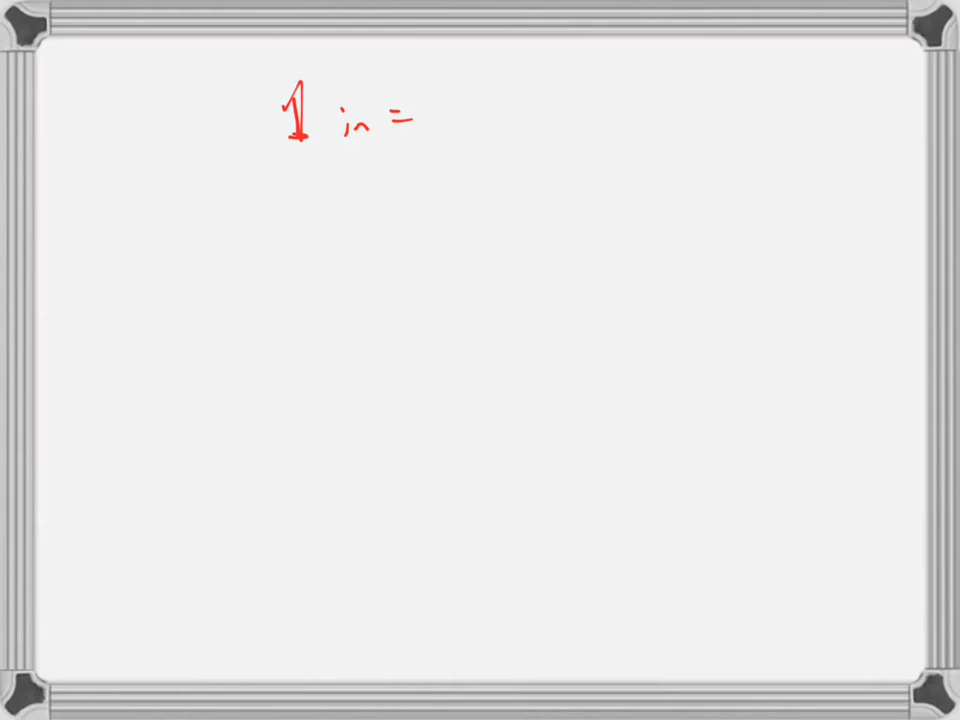 1 in =